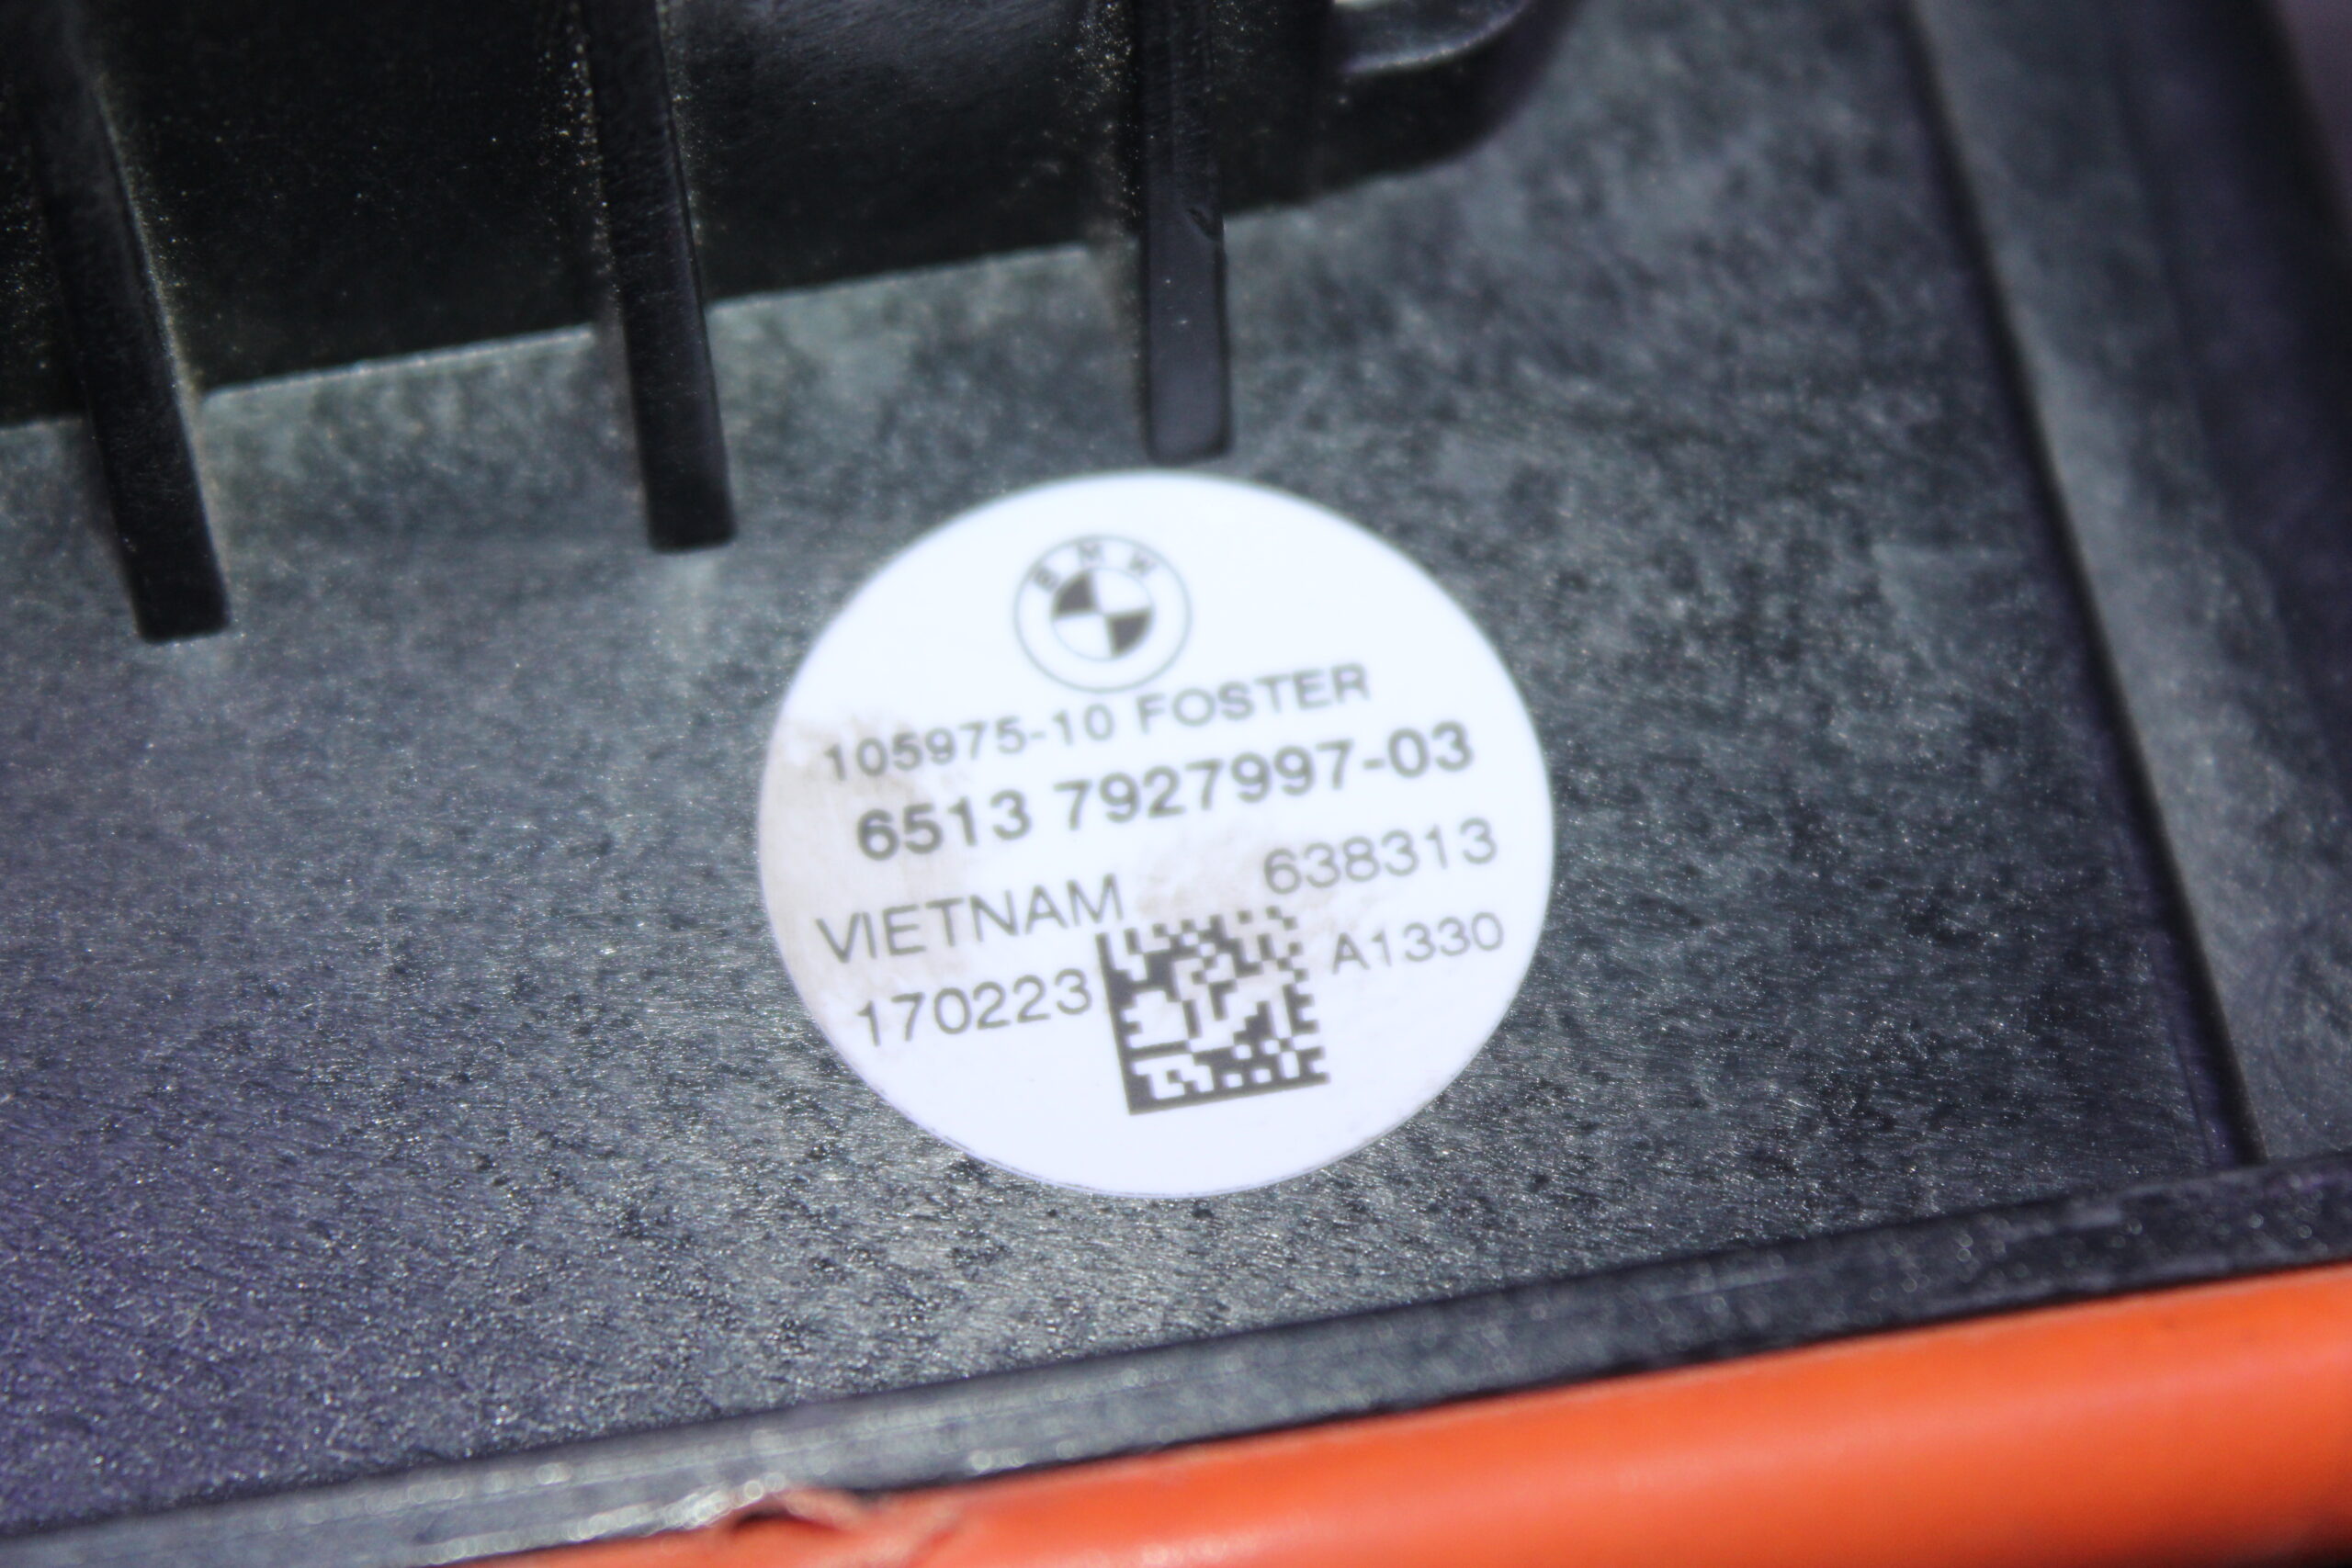 BMW
105975-10 FOSTER
6513 7927997-03
VIETNAM 638313
170223 A1330